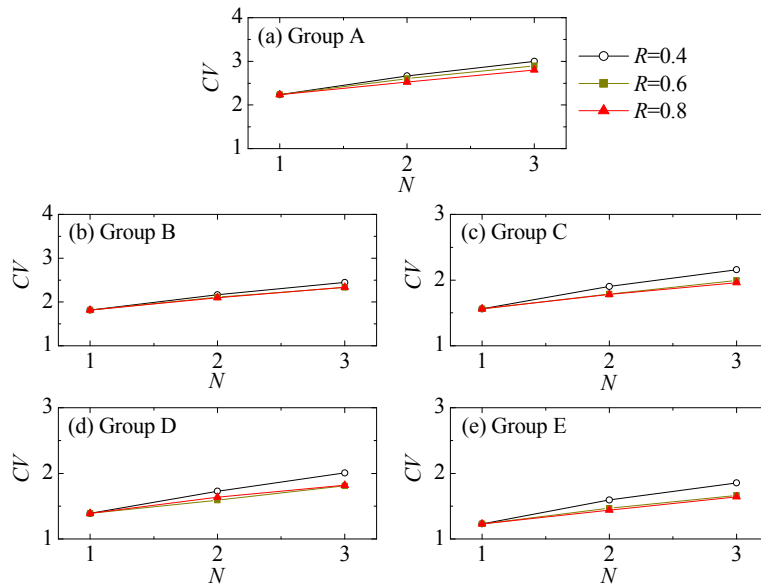 (a) Group A
4
3
2
1
CV
1 2 3
N
R=0.4
R=0.6
R=0.8
(b) Group B
4
3
2
1
CV
1 2 3
N
(c) Group C
3
2
1
CV
1 2 3
N
(d) Group D
3
2
1
CV
1 2 3
N
(e) Group E
3
2
1
CV
1 2 3
N